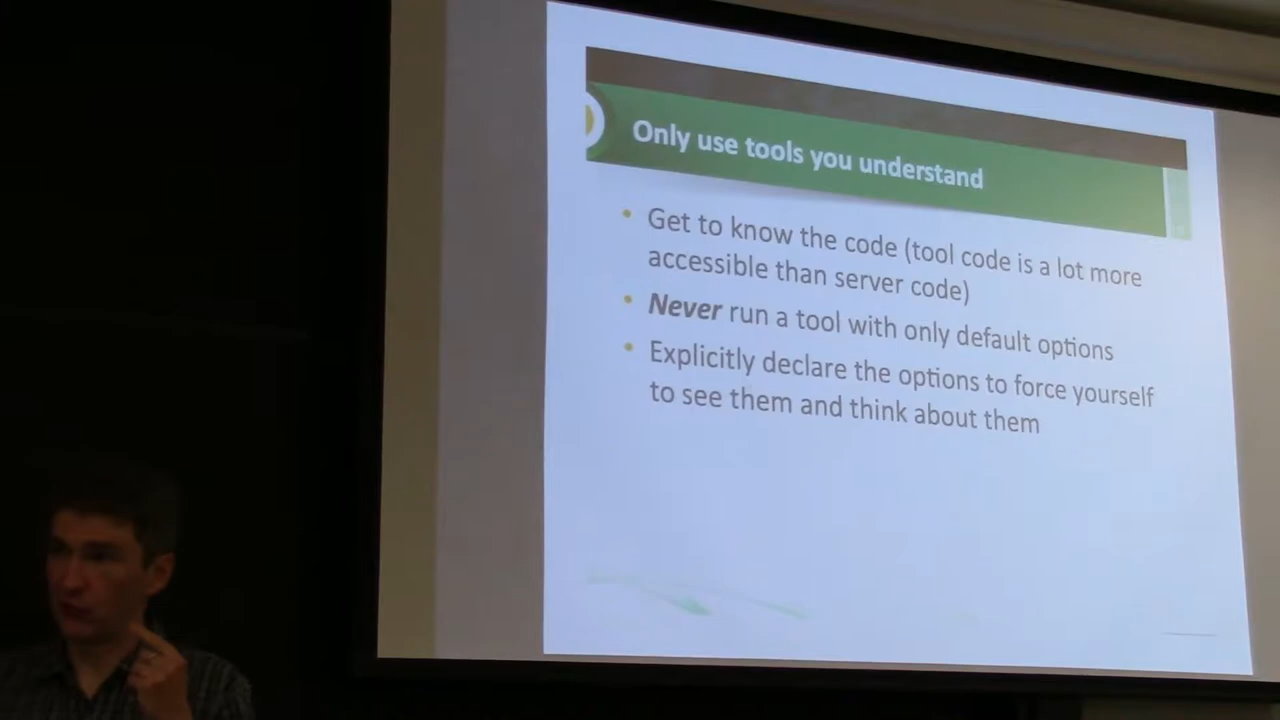 Only use tools you understand
• Get to know the code (tool code is a lot more
accessible than server code)
• Never run a tool with only default options
• Explicitly declare the options to force yourself
to see them and think about them